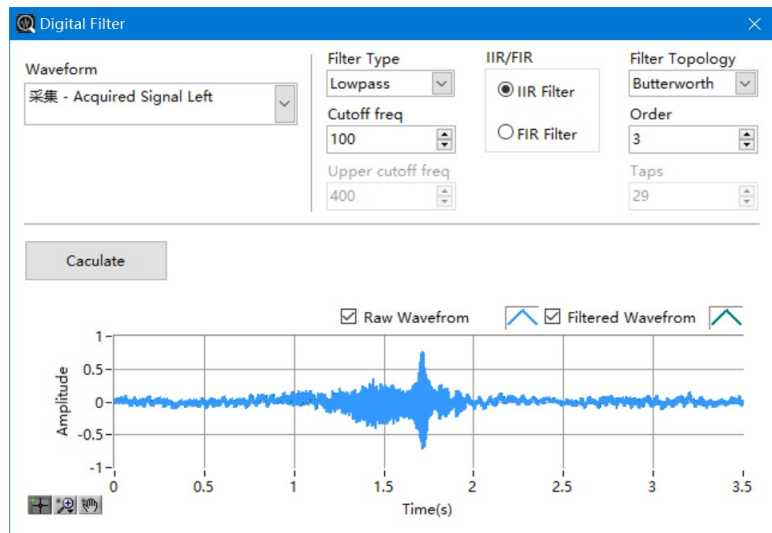 Digital Filter
Waveform
采集 - Acquired Signal Left
Filter Type
Lowpass
Cutoff freq
100
Upper cutoff freq
400
IIR/FIR
IIR Filter
FIR Filter
Filter Topology
Butterworth
Order
3
Taps
29
Caculate
Raw Wavefrom
Filtered Wavefrom
Amplitude
1
0.5
0
-0.5
-1
0 0.5 1 1.5 2 2.5 3 3.5
Time(s)